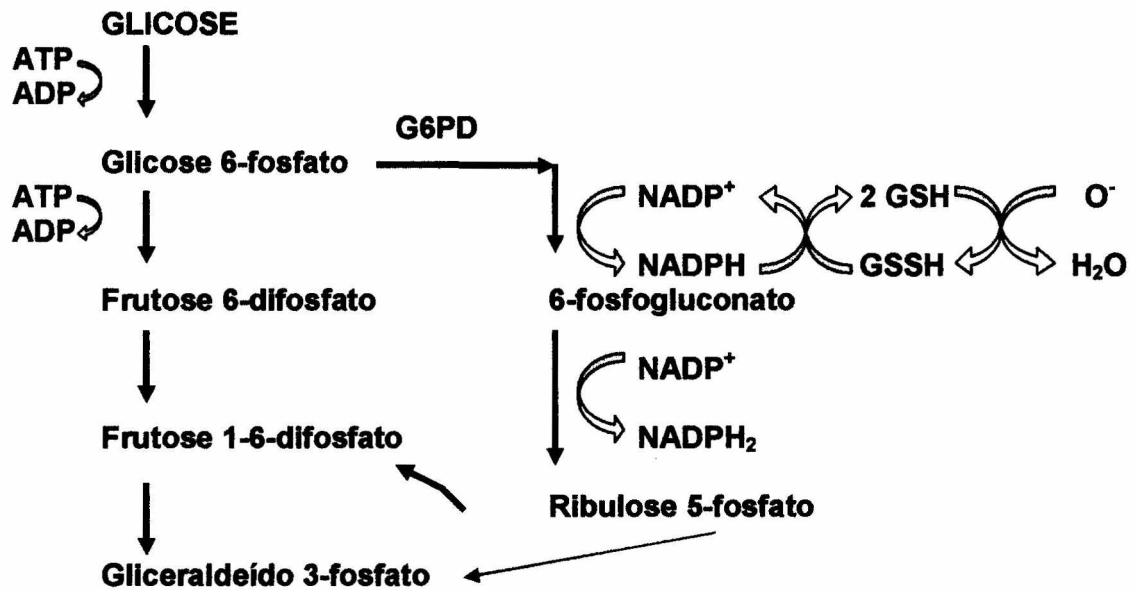 GLICOSE
ATP
ADP
G6PD
Glicose 6-fosfato
ATP
ADP
NADP⁺
2 GSH
O⁻
NADPH
GSSH
H₂O
Frutose 6-difosfato
6-fosfogluconato
NADP⁺
Frutose 1-6-difosfato
NADPH₂
Ribulose 5-fosfato
Gliceraldeído 3-fosfato